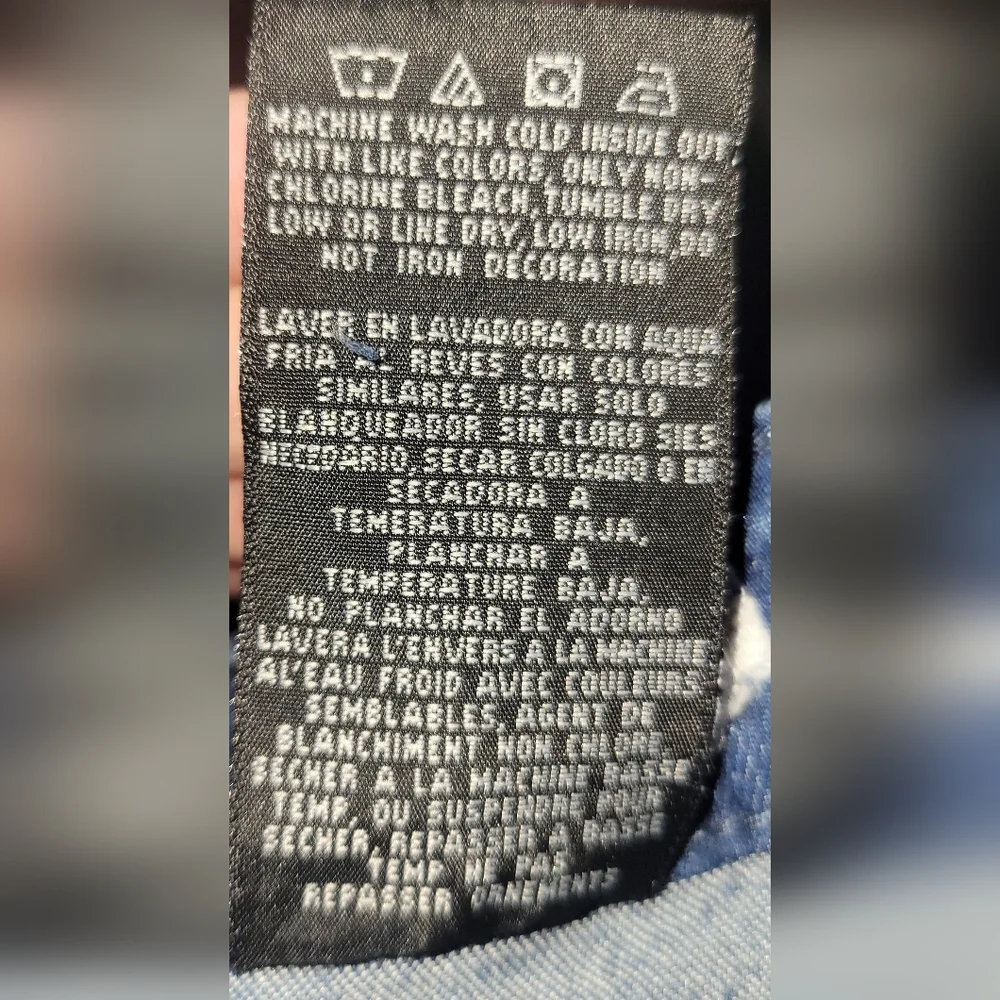 MACHINE WASH COLD INSIDE OUT,
WITH LIKE COLORS, ONLY NON-
CHLORINE BLEACH, TUMBLE DRY
LOW OR LINE DRY, LOW IRON, DO
NOT IRON DECORATION
LAVER EN LAVADORA CON AGUA
FRIA AL REVES CON COLORES
SIMILARES, USAR SOLO
BLANQUEADOR SIN CLORO SIES
NECEDARIO, SECAR COLGARO O EN
SECADORA A
TEMERATURA BAJA,
PLANCHAR A
TEMPERATURE BAJA,
NO PLANCHAR EL ADORNO
LAVERA L'ENVERS A LA MACHINE
AL'EAU FROID AVEC COULEURS
SEMBLABLES, AGENT DE
BLANCHIMENT NON CHLORE,
SECHER A LA MACHINE BASSE
TEMP, OU SUSPENDRE POUR
SECHER, REPASSER A BASSE
TEMP NE PAS
REPASSER ORNEMENTS